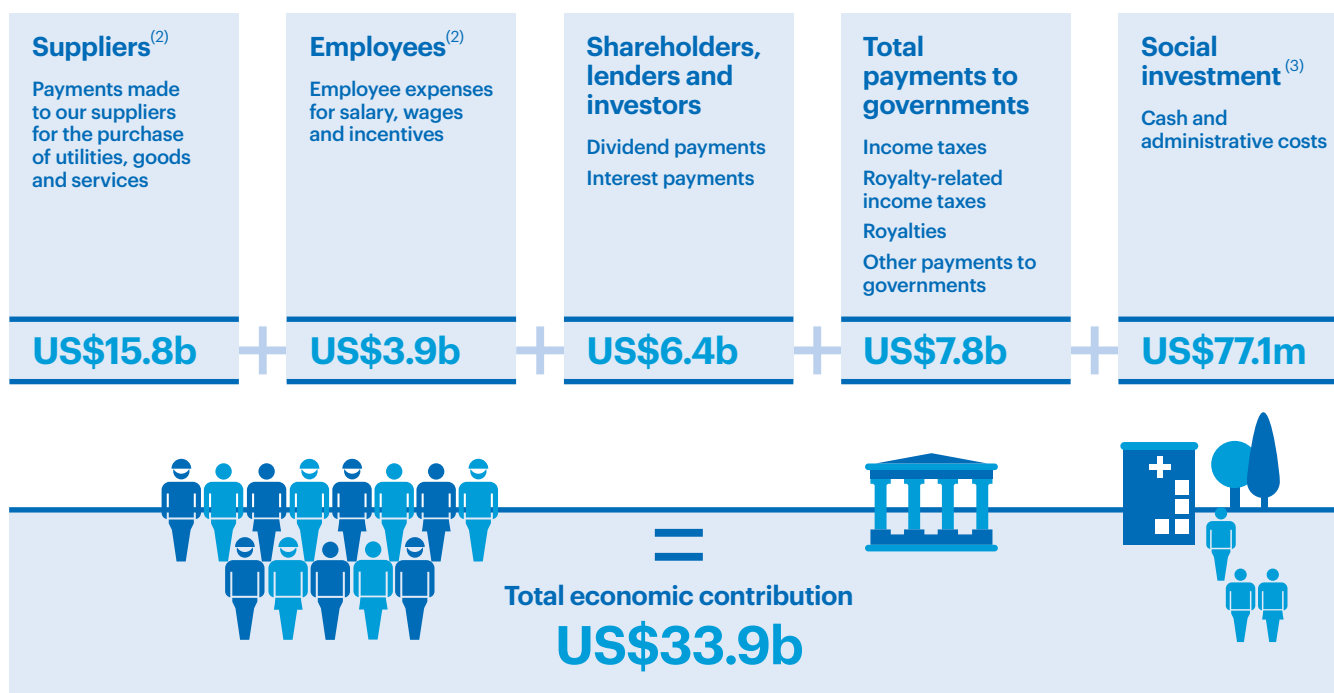 Suppliers(2)
Payments made
to our suppliers
for the purchase
of utilities, goods
and services
US$15.8b
+
Employees(2)
Employee expenses
for salary, wages
and incentives
US$3.9b
+
Shareholders,
lenders and
investors
Dividend payments
Interest payments
US$6.4b
+
Total
payments to
governments
Income taxes
Royalty-related
income taxes
Royalties
Other payments to
governments
US$7.8b
+
Social
investment(3)
Cash and
administrative costs
US$77.1m
=
Total economic contribution
US$33.9b